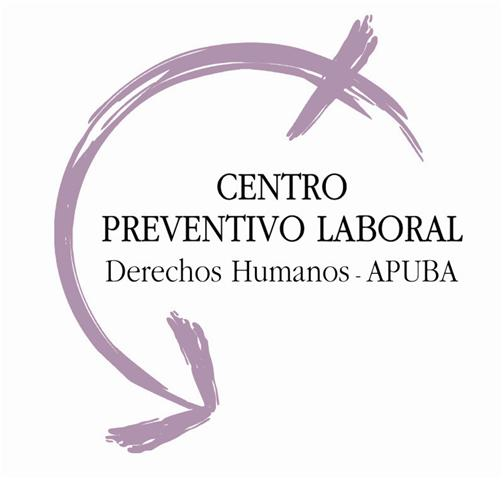 CENTRO
PREVENTIVO LABORAL
Derechos Humanos - APUBA